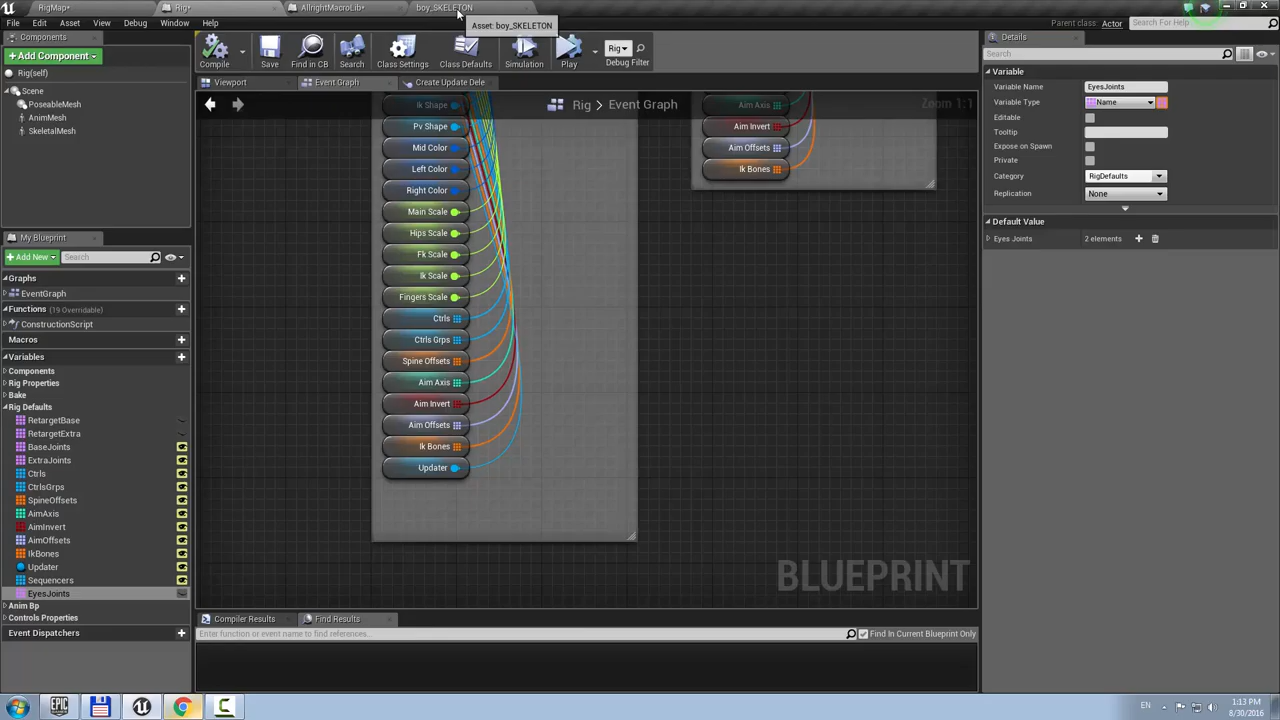 RigMap*
Rig*
AllrightMacroLib*
boy_SKELETON
File
Edit
Asset
View
Debug
Window
Help
Asset: boy_SKELETON
Parent class: Actor
Search For Help
Components
Add Component
Rig(self)
Scene
PoseableMesh
AnimMesh
SkeletalMesh
Compile
Save
Find in CB
Search
Class Settings
Class Defaults
Simulation
Play
Rig
Debug Filter
Viewport
Event Graph
Create Update Dele
Rig > Event Graph
Zoom 1:1
Ik Shape
Pv Shape
Mid Color
Left Color
Right Color
Main Scale
Hips Scale
Fk Scale
Ik Scale
Fingers Scale
Ctrls
Ctrls Grps
Spine Offsets
Aim Axis
Aim Invert
Aim Offsets
Ik Bones
Updater
Aim Axis
Aim Invert
Aim Offsets
Ik Bones
BLUEPRINT
My Blueprint
Add New
Search
Graphs
EventGraph
Functions (19 Overridable)
ConstructionScript
Macros
Variables
Components
Rig Properties
Bake
Rig Defaults
RetargetBase
RetargetExtra
BaseJoints
ExtraJoints
Ctrls
CtrlsGrps
SpineOffsets
AimAxis
AimInvert
AimOffsets
IkBones
Updater
Sequencers
EyesJoints
Anim Bp
Controls Properties
Event Dispatchers
Compiler Results
Find Results
Enter function or event name to find references...
Find In Current Blueprint Only
Details
Search
Variable
Variable Name
EyesJoints
Variable Type
Name
Editable
Tooltip
Expose on Spawn
Private
Category
RigDefaults
Replication
None
Default Value
Eyes Joints
2 elements
EPIC
EN
1:13 PM
8/30/2016